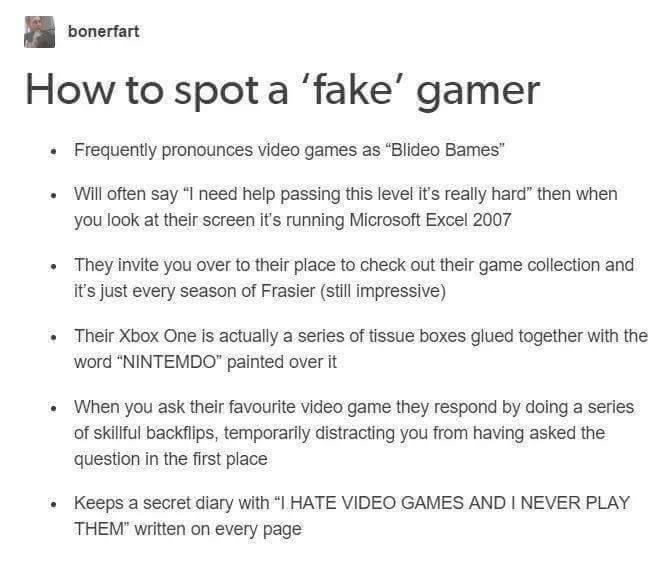 bonerfart
How to spot a ‘fake’ gamer
• Frequently pronounces video games as “Blideo Bames”
• Will often say “I need help passing this level it’s really hard” then when
you look at their screen it’s running Microsoft Excel 2007
• They invite you over to their place to check out their game collection and
it’s just every season of Frasier (still impressive)
• Their Xbox One is actually a series of tissue boxes glued together with the
word “NINTEMDO” painted over it
• When you ask their favourite video game they respond by doing a series
of skillful backflips, temporarily distracting you from having asked the
question in the first place
• Keeps a secret diary with “I HATE VIDEO GAMES AND I NEVER PLAY
THEM” written on every page